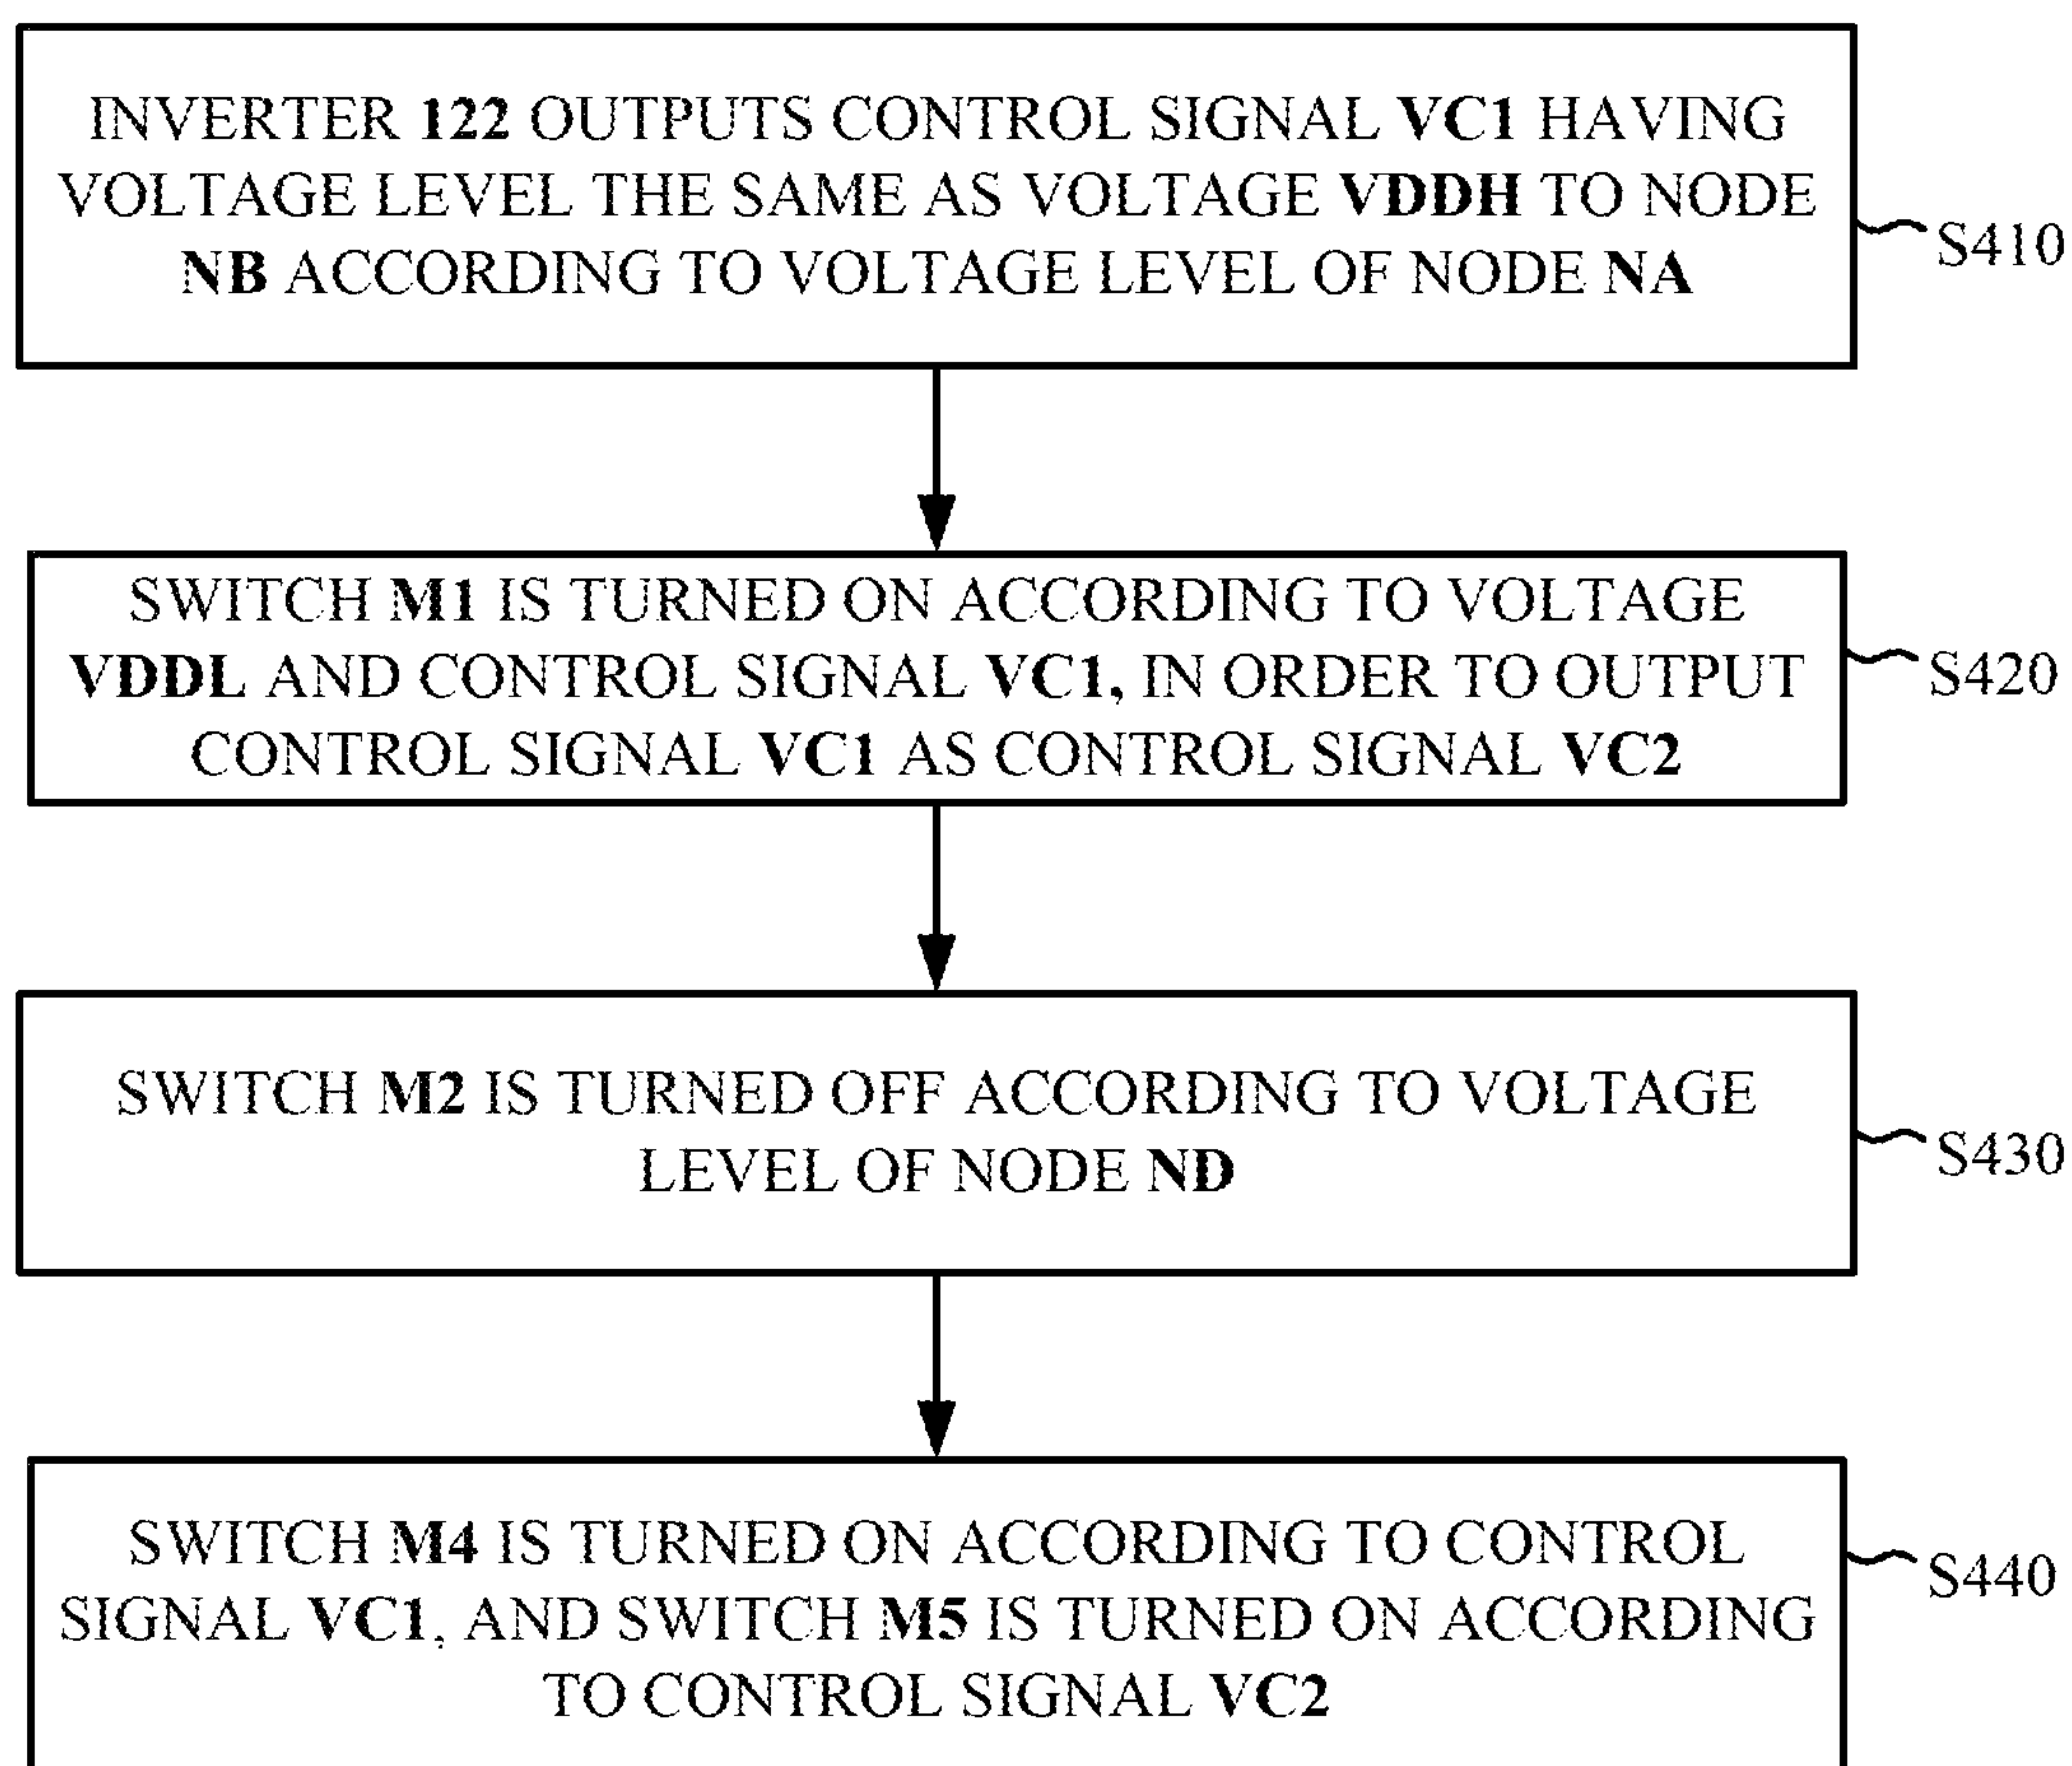 INVERTER 122 OUTPUTS CONTROL SIGNAL VC1 HAVING
VOLTAGE LEVEL THE SAME AS VOLTAGE VDDH TO NODE
NB ACCORDING TO VOLTAGE LEVEL OF NODE NA
S410
SWITCH M1 IS TURNED ON ACCORDING TO VOLTAGE
VDDL AND CONTROL SIGNAL VC1, IN ORDER TO OUTPUT
CONTROL SIGNAL VC1 AS CONTROL SIGNAL VC2
S420
SWITCH M2 IS TURNED OFF ACCORDING TO VOLTAGE
LEVEL OF NODE ND
S430
SWITCH M4 IS TURNED ON ACCORDING TO CONTROL
SIGNAL VC1, AND SWITCH M5 IS TURNED ON ACCORDING
TO CONTROL SIGNAL VC2
S440